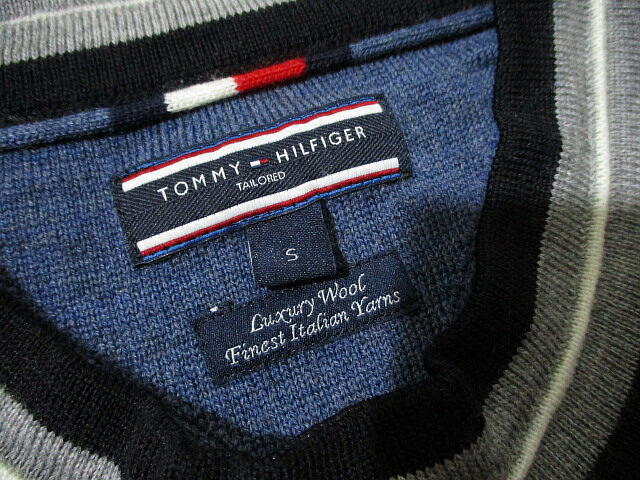 TOMMY HILFIGER
TAILORED
S
Luxury Wool
Finest Italian Yarns